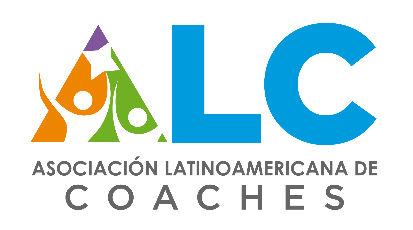 ALC
ASOCIACIÓN LATINOAMERICANA DE
COACHES